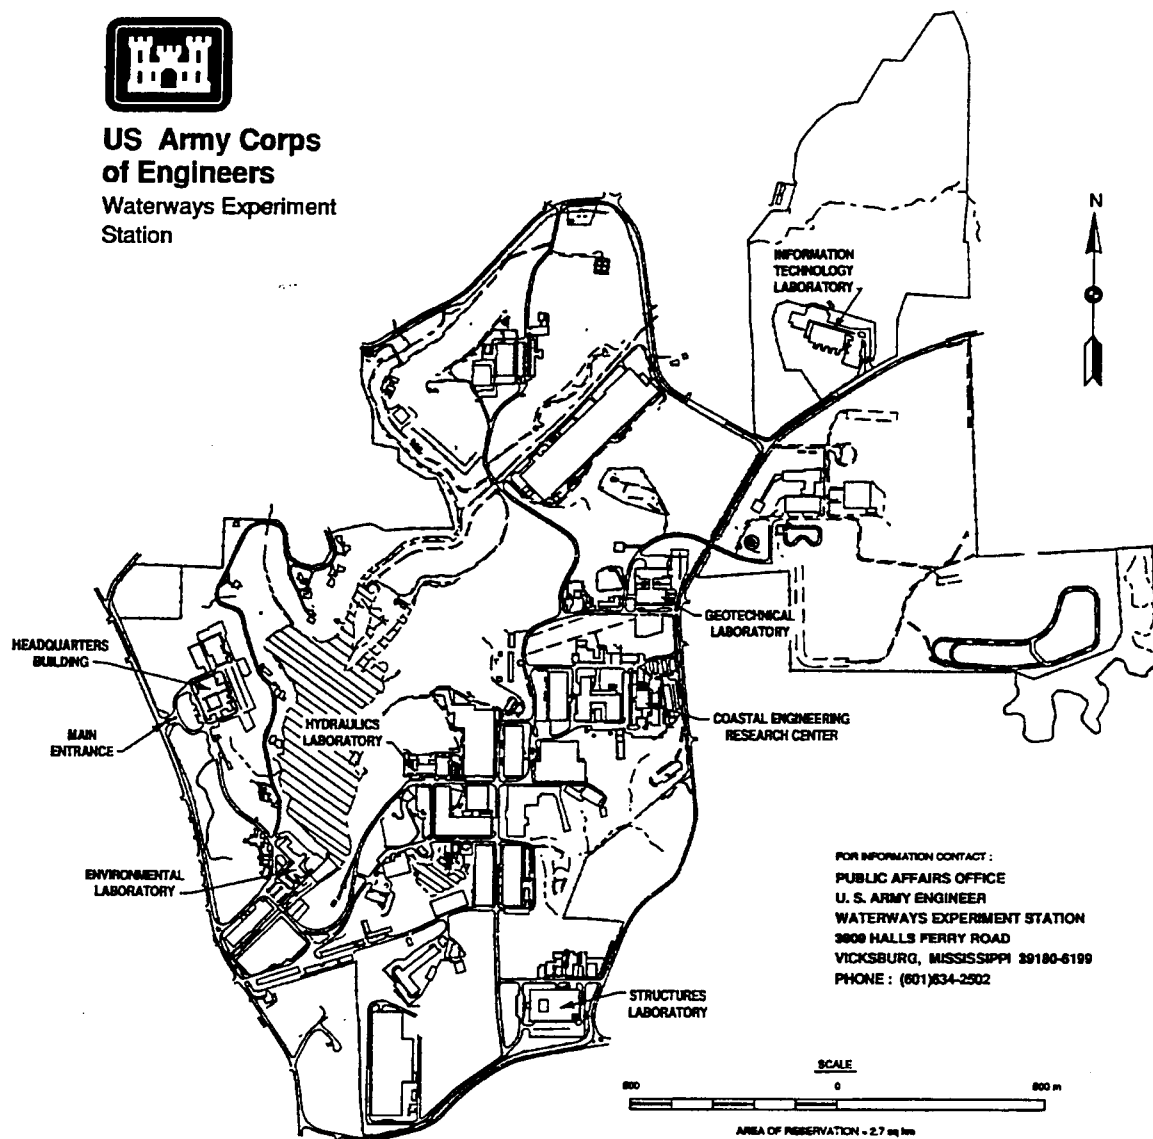 US Army Corps
of Engineers
Waterways Experiment
Station
N
INFORMATION
TECHNOLOGY
LABORATORY
GEOTECHNICAL
LABORATORY
HEADQUARTERS
BUILDING
MAIN
ENTRANCE
HYDRAULICS
LABORATORY
COASTAL ENGINEERING
RESEARCH CENTER
ENVIRONMENTAL
LABORATORY
STRUCTURES
LABORATORY
FOR INFORMATION CONTACT :
PUBLIC AFFAIRS OFFICE
U. S. ARMY ENGINEER
WATERWAYS EXPERIMENT STATION
3909 HALLS FERRY ROAD
VICKSBURG, MISSISSIPPI 39180-6199
PHONE : (601)634-2502
SCALE
500 0 500 m
AREA OF RESERVATION = 2.7 sq km